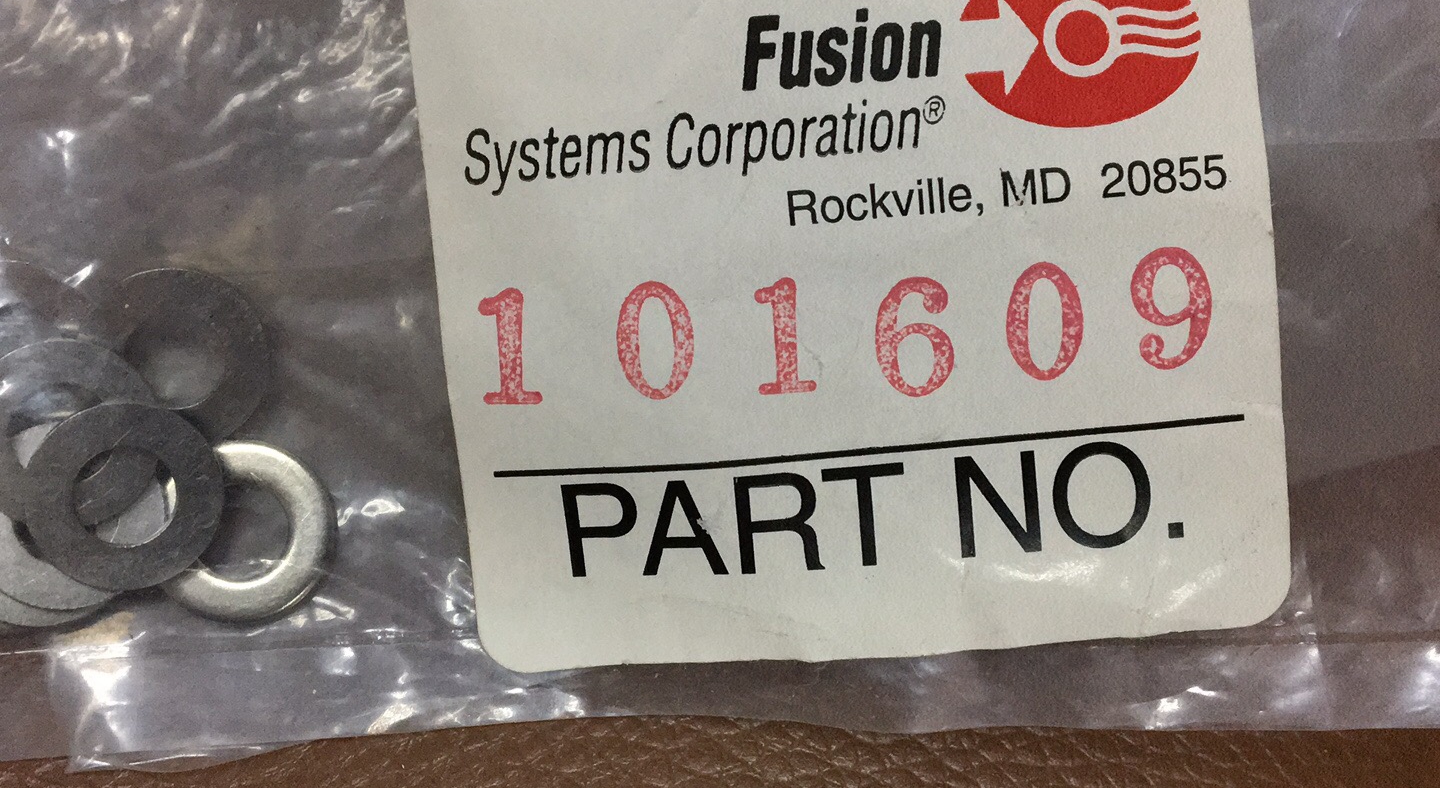 Fusion
Systems Corporation®
Rockville, MD 20855
101609
PART NO.